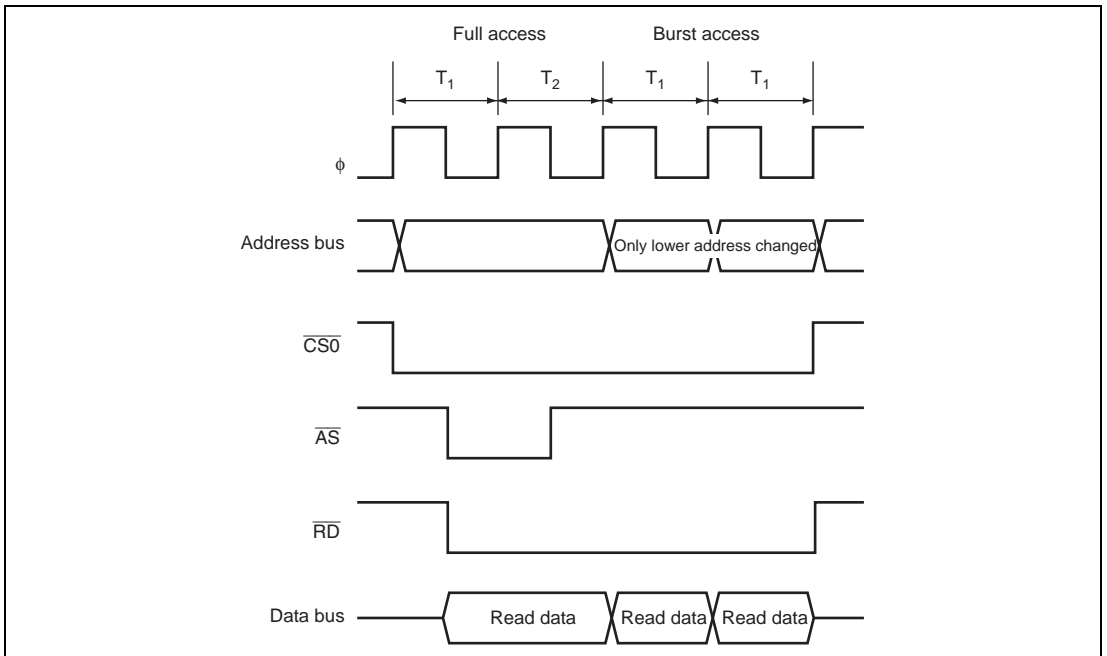 Full access Burst access
T1 T2 T1 T1
φ
Address bus Only lower address changed
CS0
AS
RD
Data bus Read data Read data Read data